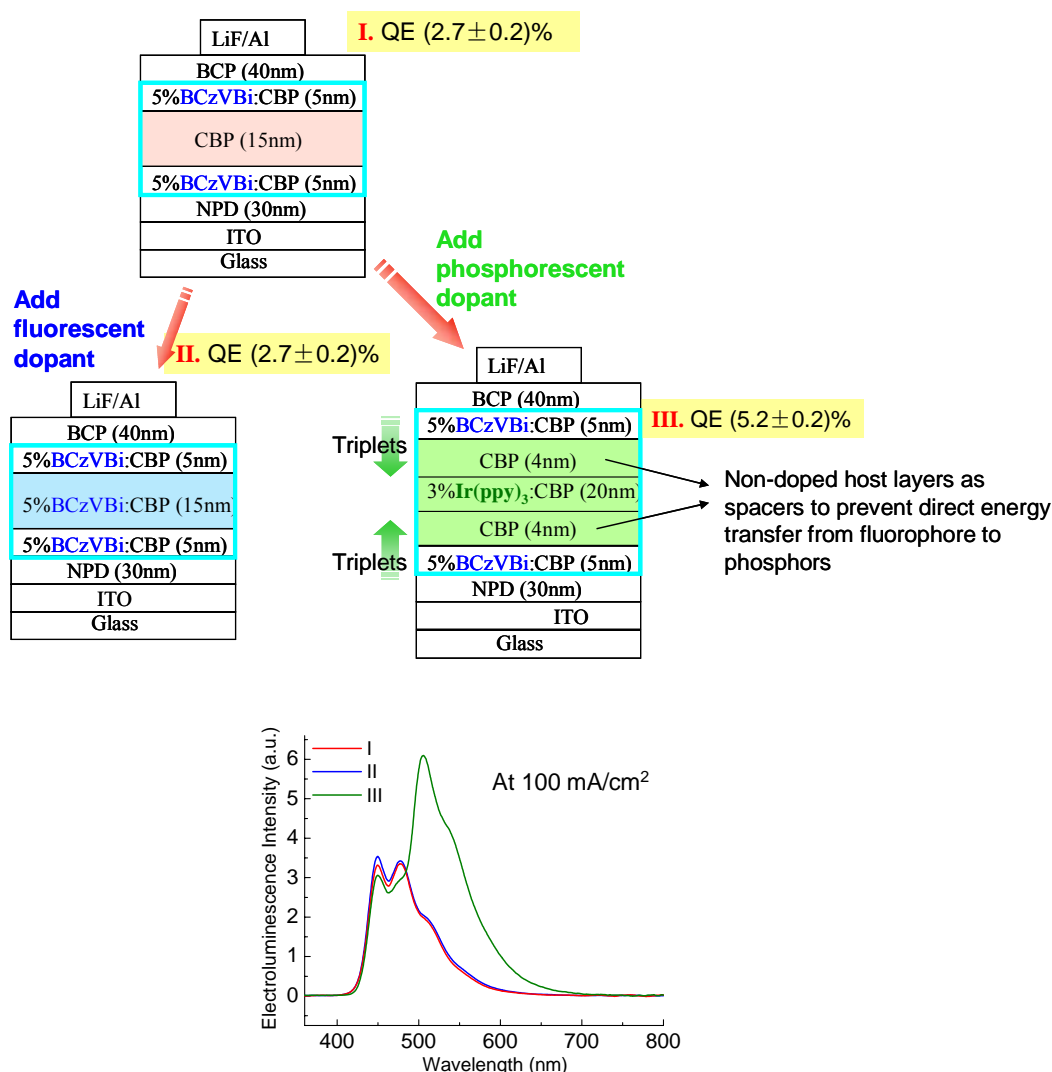 I. QE (2.7±0.2)%
LiF/Al
BCP (40nm)
5%BCzVBi:CBP (5nm)
CBP (15nm)
5%BCzVBi:CBP (5nm)
NPD (30nm)
ITO
Glass
Add
fluorescent
dopant
Add
phosphorescent
dopant
II. QE (2.7±0.2)%
LiF/Al
BCP (40nm)
5%BCzVBi:CBP (5nm)
5%BCzVBi:CBP (15nm)
5%BCzVBi:CBP (5nm)
NPD (30nm)
ITO
Glass
III. QE (5.2±0.2)%
LiF/Al
BCP (40nm)
5%BCzVBi:CBP (5nm)
CBP (4nm)
3%Ir(ppy)₃:CBP (20nm)
CBP (4nm)
5%BCzVBi:CBP (5nm)
NPD (30nm)
ITO
Glass
Triplets
Triplets
Non-doped host layers as
spacers to prevent direct energy
transfer from fluorophore to
phosphors
Electroluminescence Intensity (a.u.)
6
5
4
3
2
1
0
I
II
III
At 100 mA/cm²
400 500 600 700 800
Wavelength (nm)